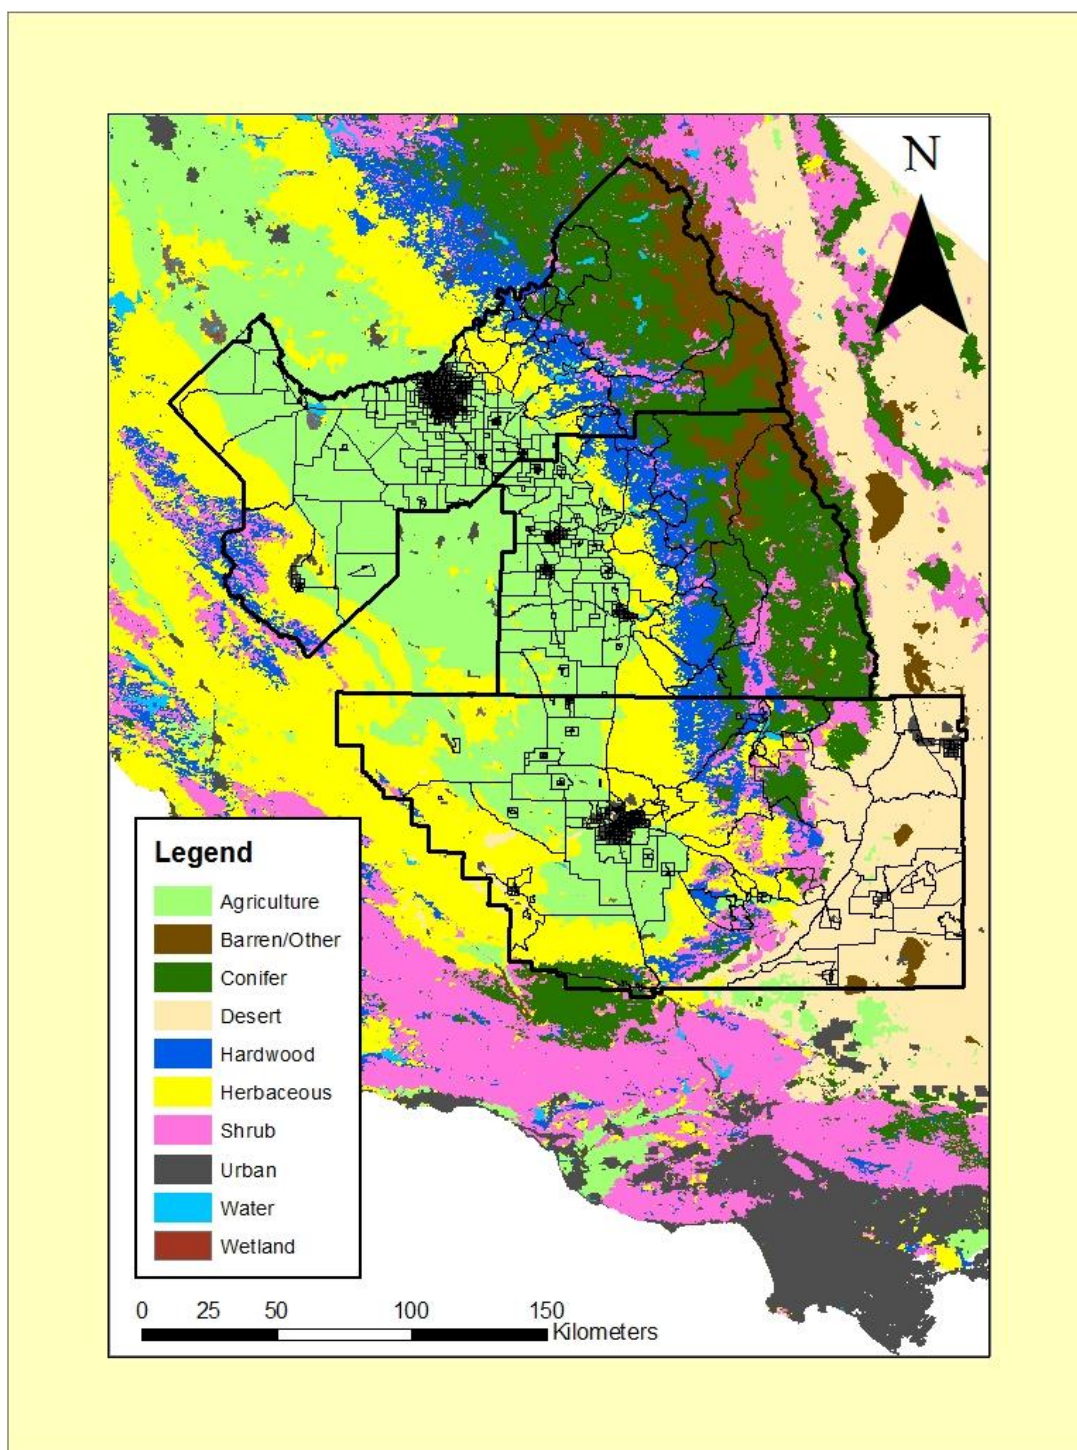 N
Legend
Agriculture
Barren/Other
Conifer
Desert
Hardwood
Herbaceous
Shrub
Urban
Water
Wetland
0 25 50 100 150
Kilometers